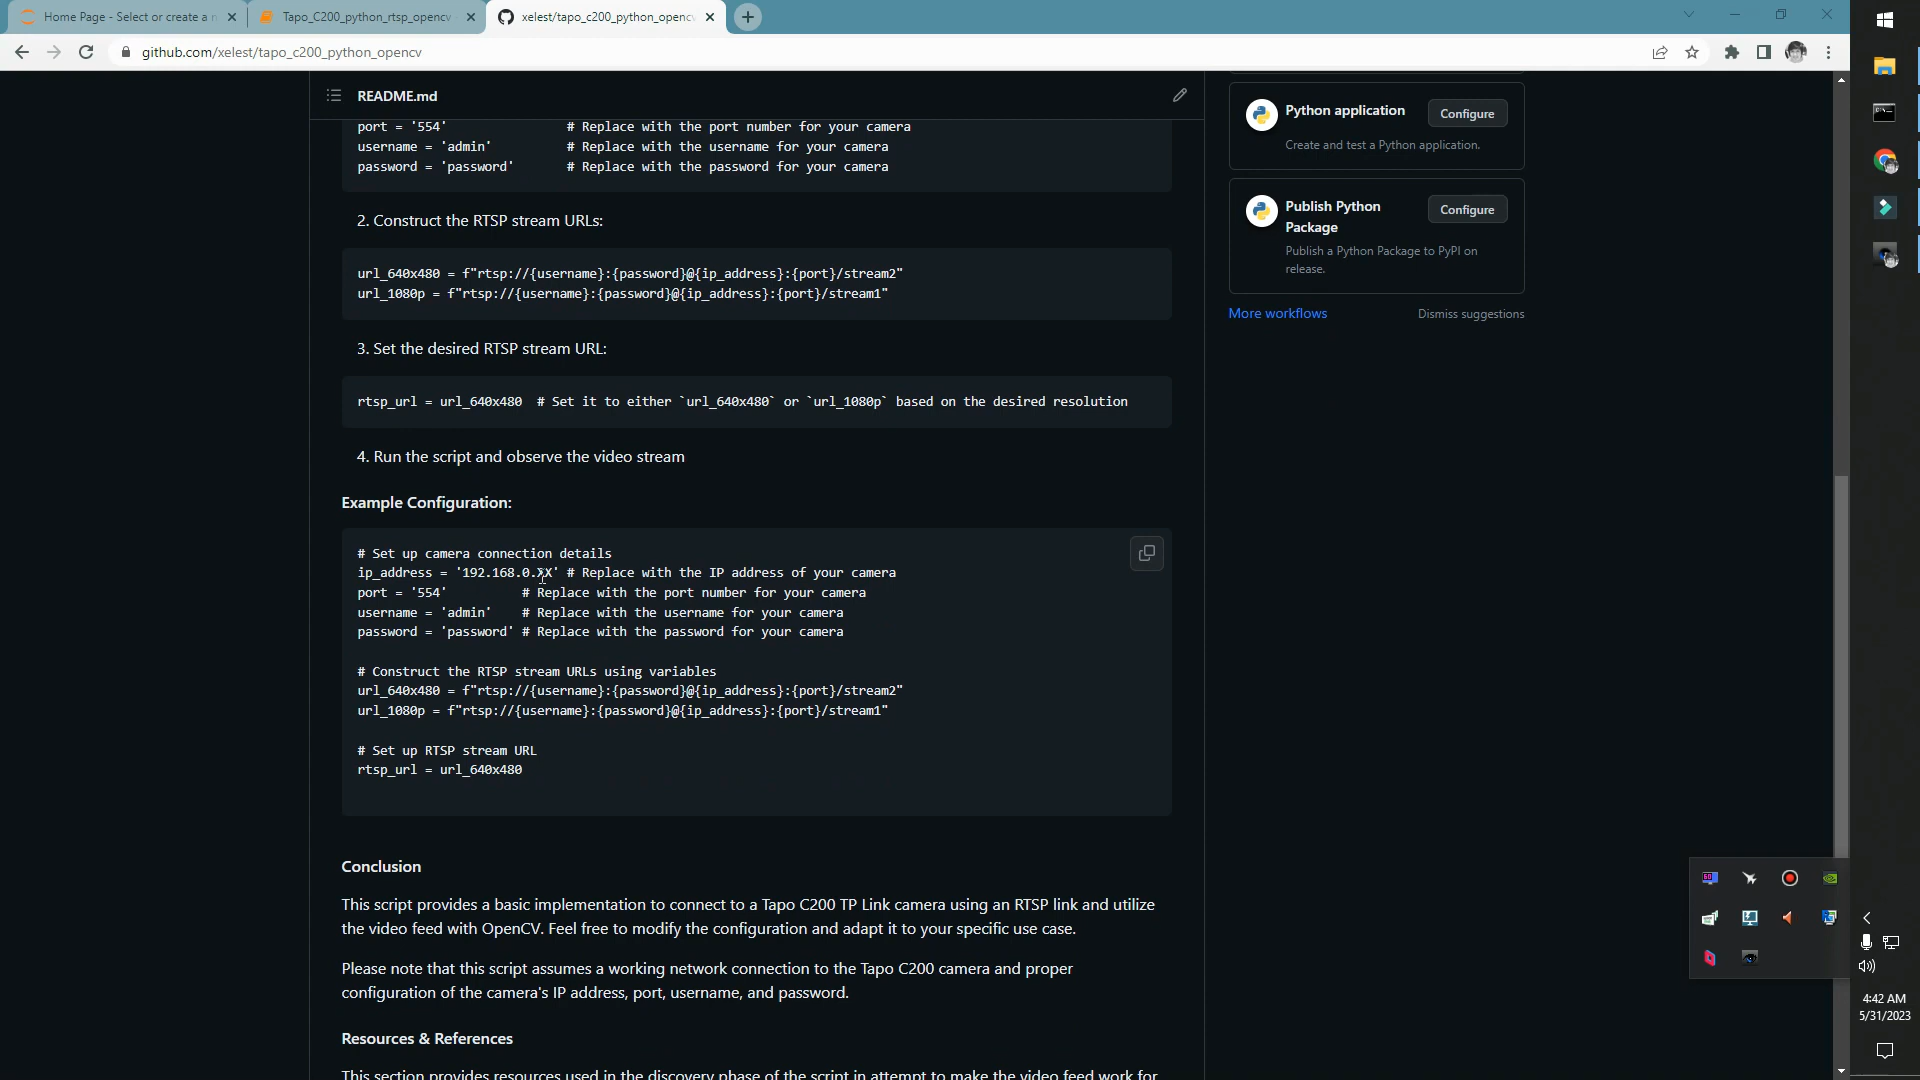 Home Page - Select or create a n
Tapo_C200_python_rtsp_opencv
xelest/tapo_c200_python_openc
github.com/xelest/tapo_c200_python_opencv
README.md
port = '554' # Replace with the port number for your camera
username = 'admin' # Replace with the username for your camera
password = 'password' # Replace with the password for your camera
2. Construct the RTSP stream URLs:
url_640x480 = f"rtsp://{username}:{password}@{ip_address}:{port}/stream2"
url_1080p = f"rtsp://{username}:{password}@{ip_address}:{port}/stream1"
3. Set the desired RTSP stream URL:
rtsp_url = url_640x480 # Set it to either `url_640x480` or `url_1080p` based on the desired resolution
4. Run the script and observe the video stream
Example Configuration:
# Set up camera connection details
ip_address = '192.168.0.XX' # Replace with the IP address of your camera
port = '554' # Replace with the port number for your camera
username = 'admin' # Replace with the username for your camera
password = 'password' # Replace with the password for your camera
# Construct the RTSP stream URLs using variables
url_640x480 = f"rtsp://{username}:{password}@{ip_address}:{port}/stream2"
url_1080p = f"rtsp://{username}:{password}@{ip_address}:{port}/stream1"
# Set up RTSP stream URL
rtsp_url = url_640x480
Conclusion
This script provides a basic implementation to connect to a Tapo C200 TP Link camera using an RTSP link and utilize
the video feed with OpenCV. Feel free to modify the configuration and adapt it to your specific use case.
Please note that this script assumes a working network connection to the Tapo C200 camera and proper
configuration of the camera's IP address, port, username, and password.
Resources & References
This section provides resources used in the discovery phase of the script in attempt to make the video feed work for
Python application
Configure
Create and test a Python application.
Publish Python
Package
Configure
Publish a Python Package to PyPI on
release.
More workflows
Dismiss suggestions
4:42 AM
5/31/2023